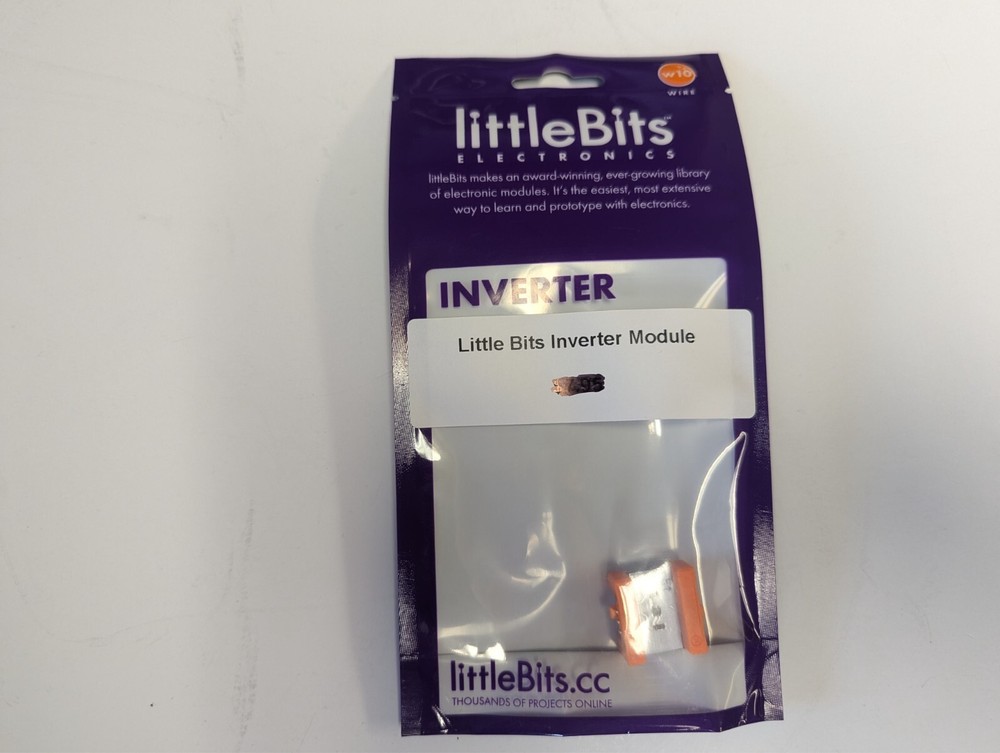 w10
WIRE
littleBits™
ELECTRONICS
littleBits makes an award-winning, ever-growing library
of electronic modules. It's the easiest, most extensive
way to learn and prototype with electronics.
INVERTER
Little Bits Inverter Module
littleBits.cc
THOUSANDS OF PROJECTS ONLINE